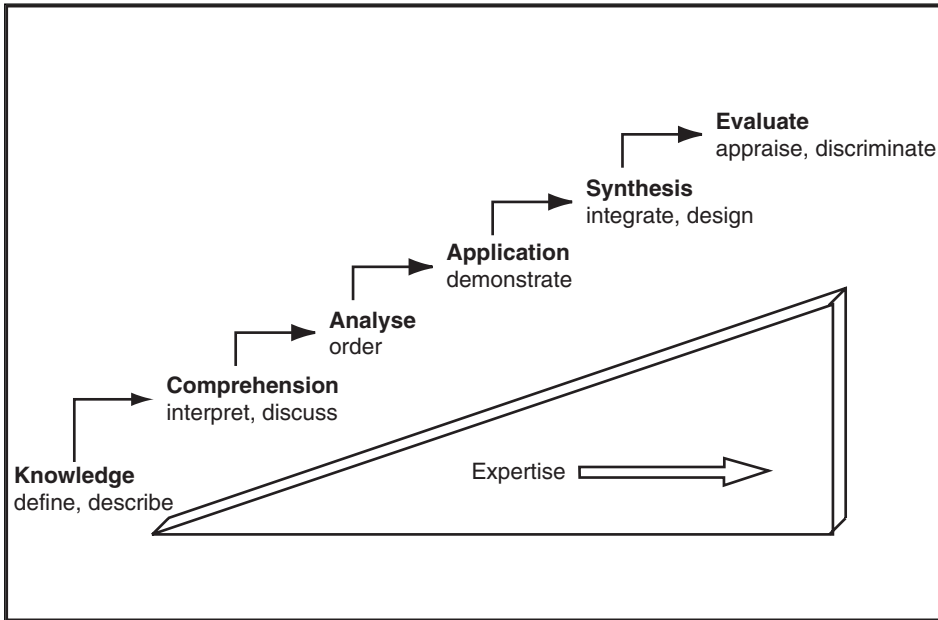 Evaluate
appraise, discriminate
Synthesis
integrate, design
Application
demonstrate
Analyse
order
Comprehension
interpret, discuss
Knowledge
define, describe
Expertise